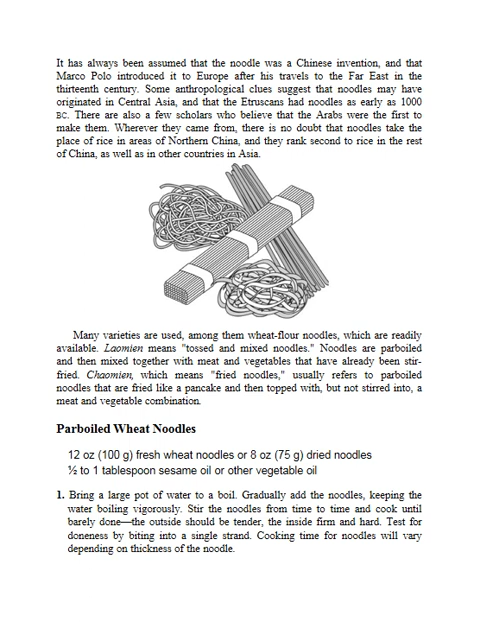 It has always been assumed that the noodle was a Chinese invention, and that
Marco Polo introduced it to Europe after his travels to the Far East in the
thirteenth century. Some anthropological clues suggest that noodles may have
originated in Central Asia, and that the Etruscans had noodles as early as 1000
BC. There are also a few scholars who believe that the Arabs were the first to
make them. Wherever they came from, there is no doubt that noodles take the
place of rice in areas of Northern China, and they rank second to rice in the rest
of China, as well as in other countries in Asia.
Many varieties are used, among them wheat-flour noodles, which are readily
available. Laomien means "tossed and mixed noodles." Noodles are parboiled
and then mixed together with meat and vegetables that have already been stir-
fried. Chaomien, which means "fried noodles," usually refers to parboiled
noodles that are fried like a pancake and then topped with, but not stirred into, a
meat and vegetable combination.
Parboiled Wheat Noodles
12 oz (100 g) fresh wheat noodles or 8 oz (75 g) dried noodles
½ to 1 tablespoon sesame oil or other vegetable oil
1. Bring a large pot of water to a boil. Gradually add the noodles, keeping the
water boiling vigorously. Stir the noodles from time to time and cook until
barely done—the outside should be tender, the inside firm and hard. Test for
doneness by biting into a single strand. Cooking time for noodles will vary
depending on thickness of the noodle.